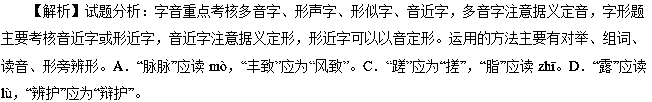 【解析】试题分析：字音重点考核多音字、形声字、形似字、音近字，多音字注意据义定音，字形题
主要考核音近字或形近字，音近字注意据义定形，形近字可以以音定形。运用的方法主要有对举、组词、
读音、形旁辨形。A．“脉脉”应读 mò，“丰致”应为“风致”。C．“蹉”应为“搓”，“脂”应读 zhī。D．“露”应读
lù，“辨护”应为“辩护”。